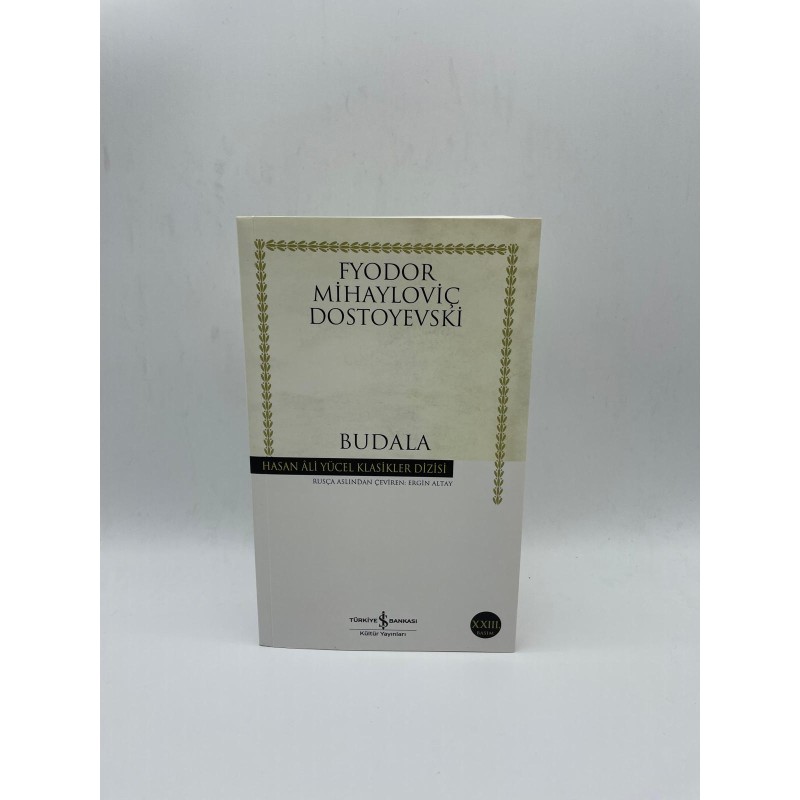 FYODOR
MİHAYLOVİÇ
DOSTOYEVSKİ
BUDALA
HASAN ÂLİ YÜCEL KLASİKLER DİZİSİ
RUSÇA ASLINDAN ÇEVİREN: ERGİN ALTAY
TÜRKİYE İŞ BANKASI
Kültür Yayınları
XXIII.
BASIM